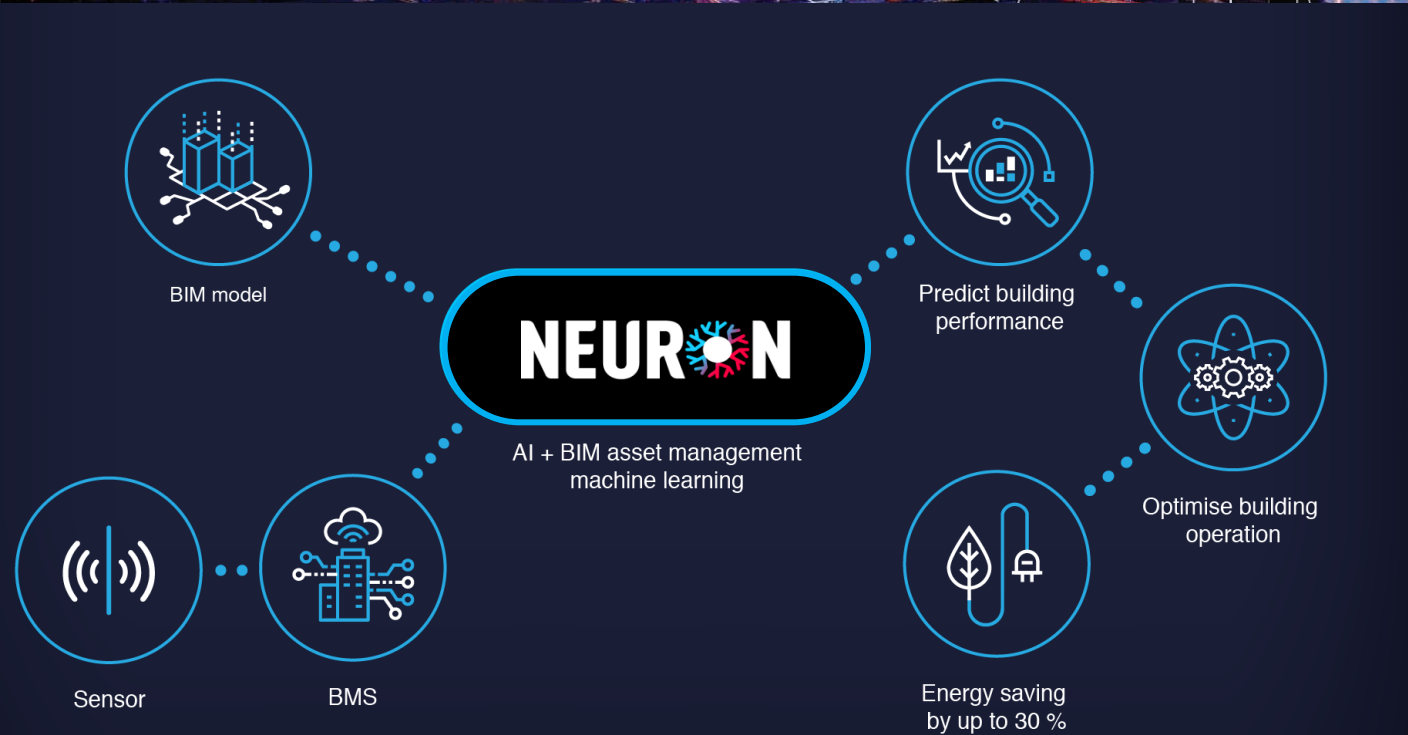 BIM model
NEURON
AI + BIM asset management
machine learning
Sensor
BMS
Predict building
performance
Optimise building
operation
Energy saving
by up to 30 %